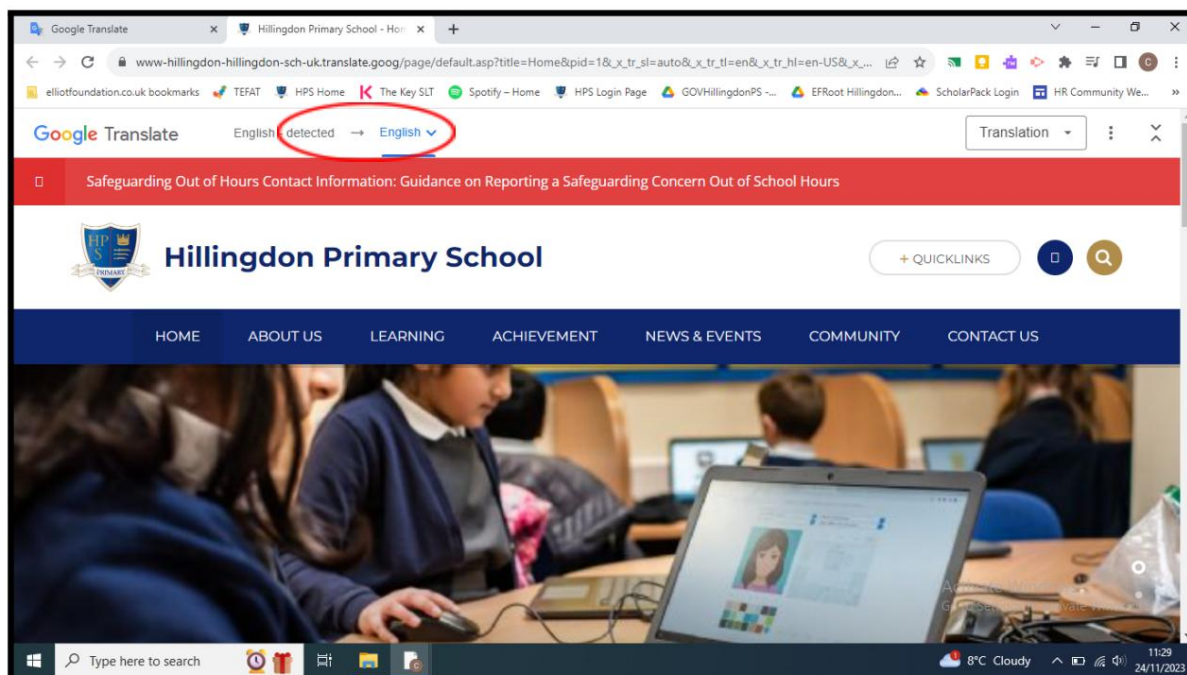 Google Translate
Hillingdon Primary School - Hom
www-hillingdon-hillingdon-sch-uk.translate.goog/page/default.asp?title=Home&pid=1&_x_tr_sl=auto&_x_tr_tl=en&_x_tr_hl=en-US&_x_...
C
elliotfoundation.co.uk bookmarks TEFAT HPS Home The Key SLT Spotify – Home HPS Login Page GOVHillingdonPS -... EFRoot Hillingdon... ScholarPack Login HR Community We... »
Google Translate English - detected → English Translation
Safeguarding Out of Hours Contact Information: Guidance on Reporting a Safeguarding Concern Out of School Hours
HP
S
PRIMARY
Hillingdon Primary School
+ QUICKLINKS
HOME ABOUT US LEARNING ACHIEVEMENT NEWS & EVENTS COMMUNITY CONTACT US
Type here to search
8°C Cloudy
11:29
24/11/2023